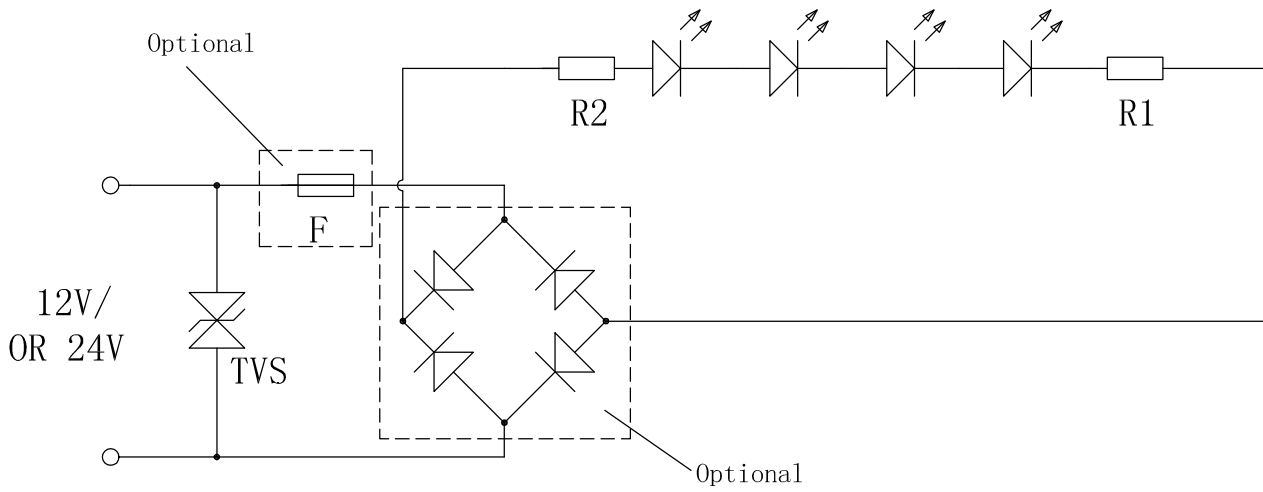 Optional
R2
R1
F
12V/
OR 24V
TVS
Optional